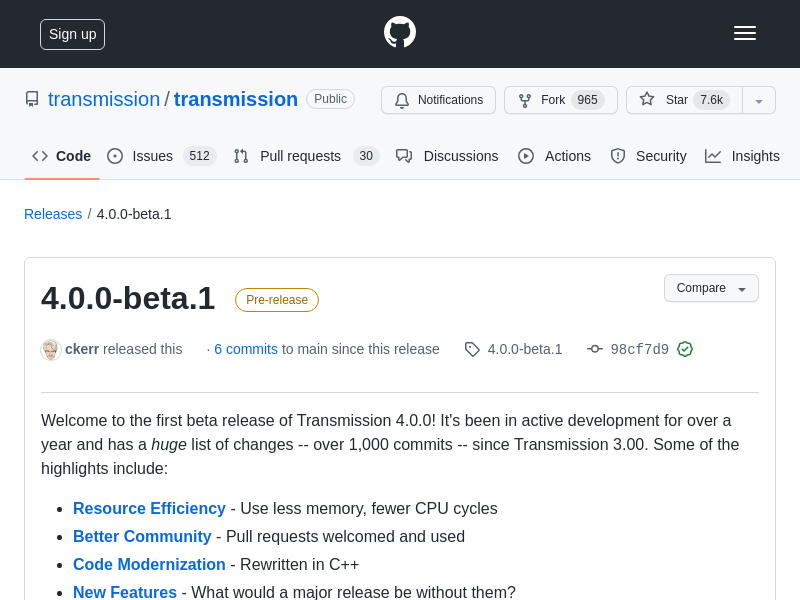 Sign up
transmission / transmission Public
Notifications Fork 965 Star 7.6k
Code Issues 512 Pull requests 30 Discussions Actions Security Insights
Releases / 4.0.0-beta.1
4.0.0-beta.1 Pre-release Compare
ckerr released this · 6 commits to main since this release 4.0.0-beta.1 98cf7d9
Welcome to the first beta release of Transmission 4.0.0! It's been in active development for over a
year and has a huge list of changes -- over 1,000 commits -- since Transmission 3.00. Some of the
highlights include:
• Resource Efficiency - Use less memory, fewer CPU cycles
• Better Community - Pull requests welcomed and used
• Code Modernization - Rewritten in C++
• New Features - What would a major release be without them?